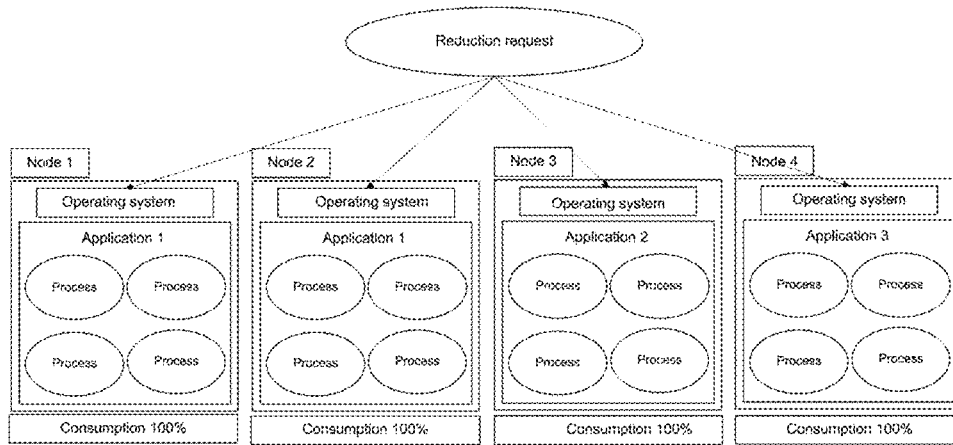 Reduction request
Node 1
Node 2
Node 3
Node 4
Operating system
Operating system
Operating system
Operating system
Application 1
Application 1
Application 2
Application 3
Process Process
Process Process
Process Process
Process Process
Process Process
Process Process
Process Process
Process Process
Consumption 100%
Consumption 100%
Consumption 100%
Consumption 100%